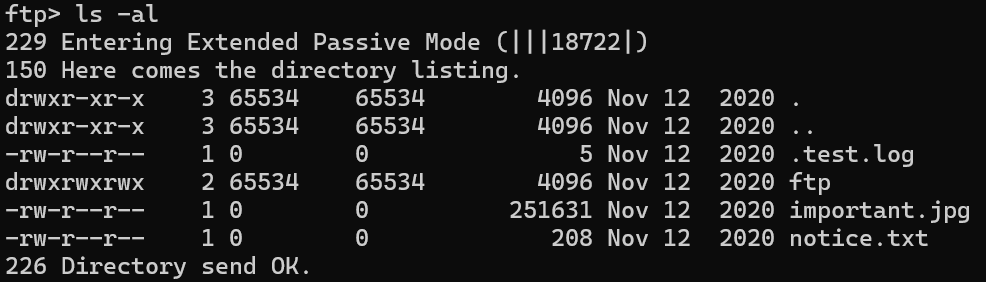 ftp> ls -al
229 Entering Extended Passive Mode (|||18722|)
150 Here comes the directory listing.
drwxr-xr-x    3 65534    65534        4096 Nov 12  2020 .
drwxr-xr-x    3 65534    65534        4096 Nov 12  2020 ..
-rw-r--r--    1 0        0               5 Nov 12  2020 .test.log
drwxrwxrwx    2 65534    65534        4096 Nov 12  2020 ftp
-rw-r--r--    1 0        0          251631 Nov 12  2020 important.jpg
-rw-r--r--    1 0        0             208 Nov 12  2020 notice.txt
226 Directory send OK.